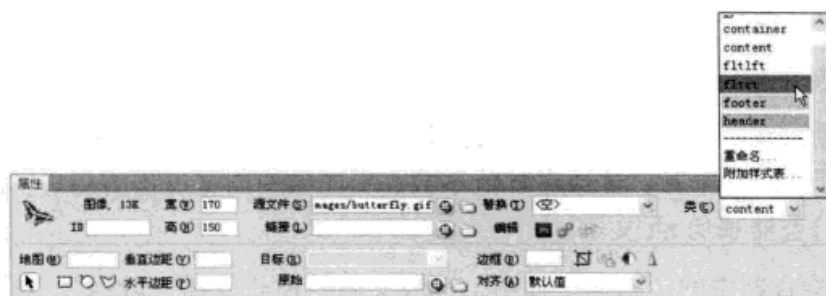 container
content
fltlft
fltrt
footer
header
重命名...
附加样式表...
属性
图像, 13K 宽(W) 170 源文件(S) mages/butterfly.gif 替换(T) <空> 类(C) content
ID 高(H) 150 链接(L) 编辑
地图(M) 垂直边距(V) 目标(R) 边框(B)
水平边距(P) 原始 对齐(A) 默认值